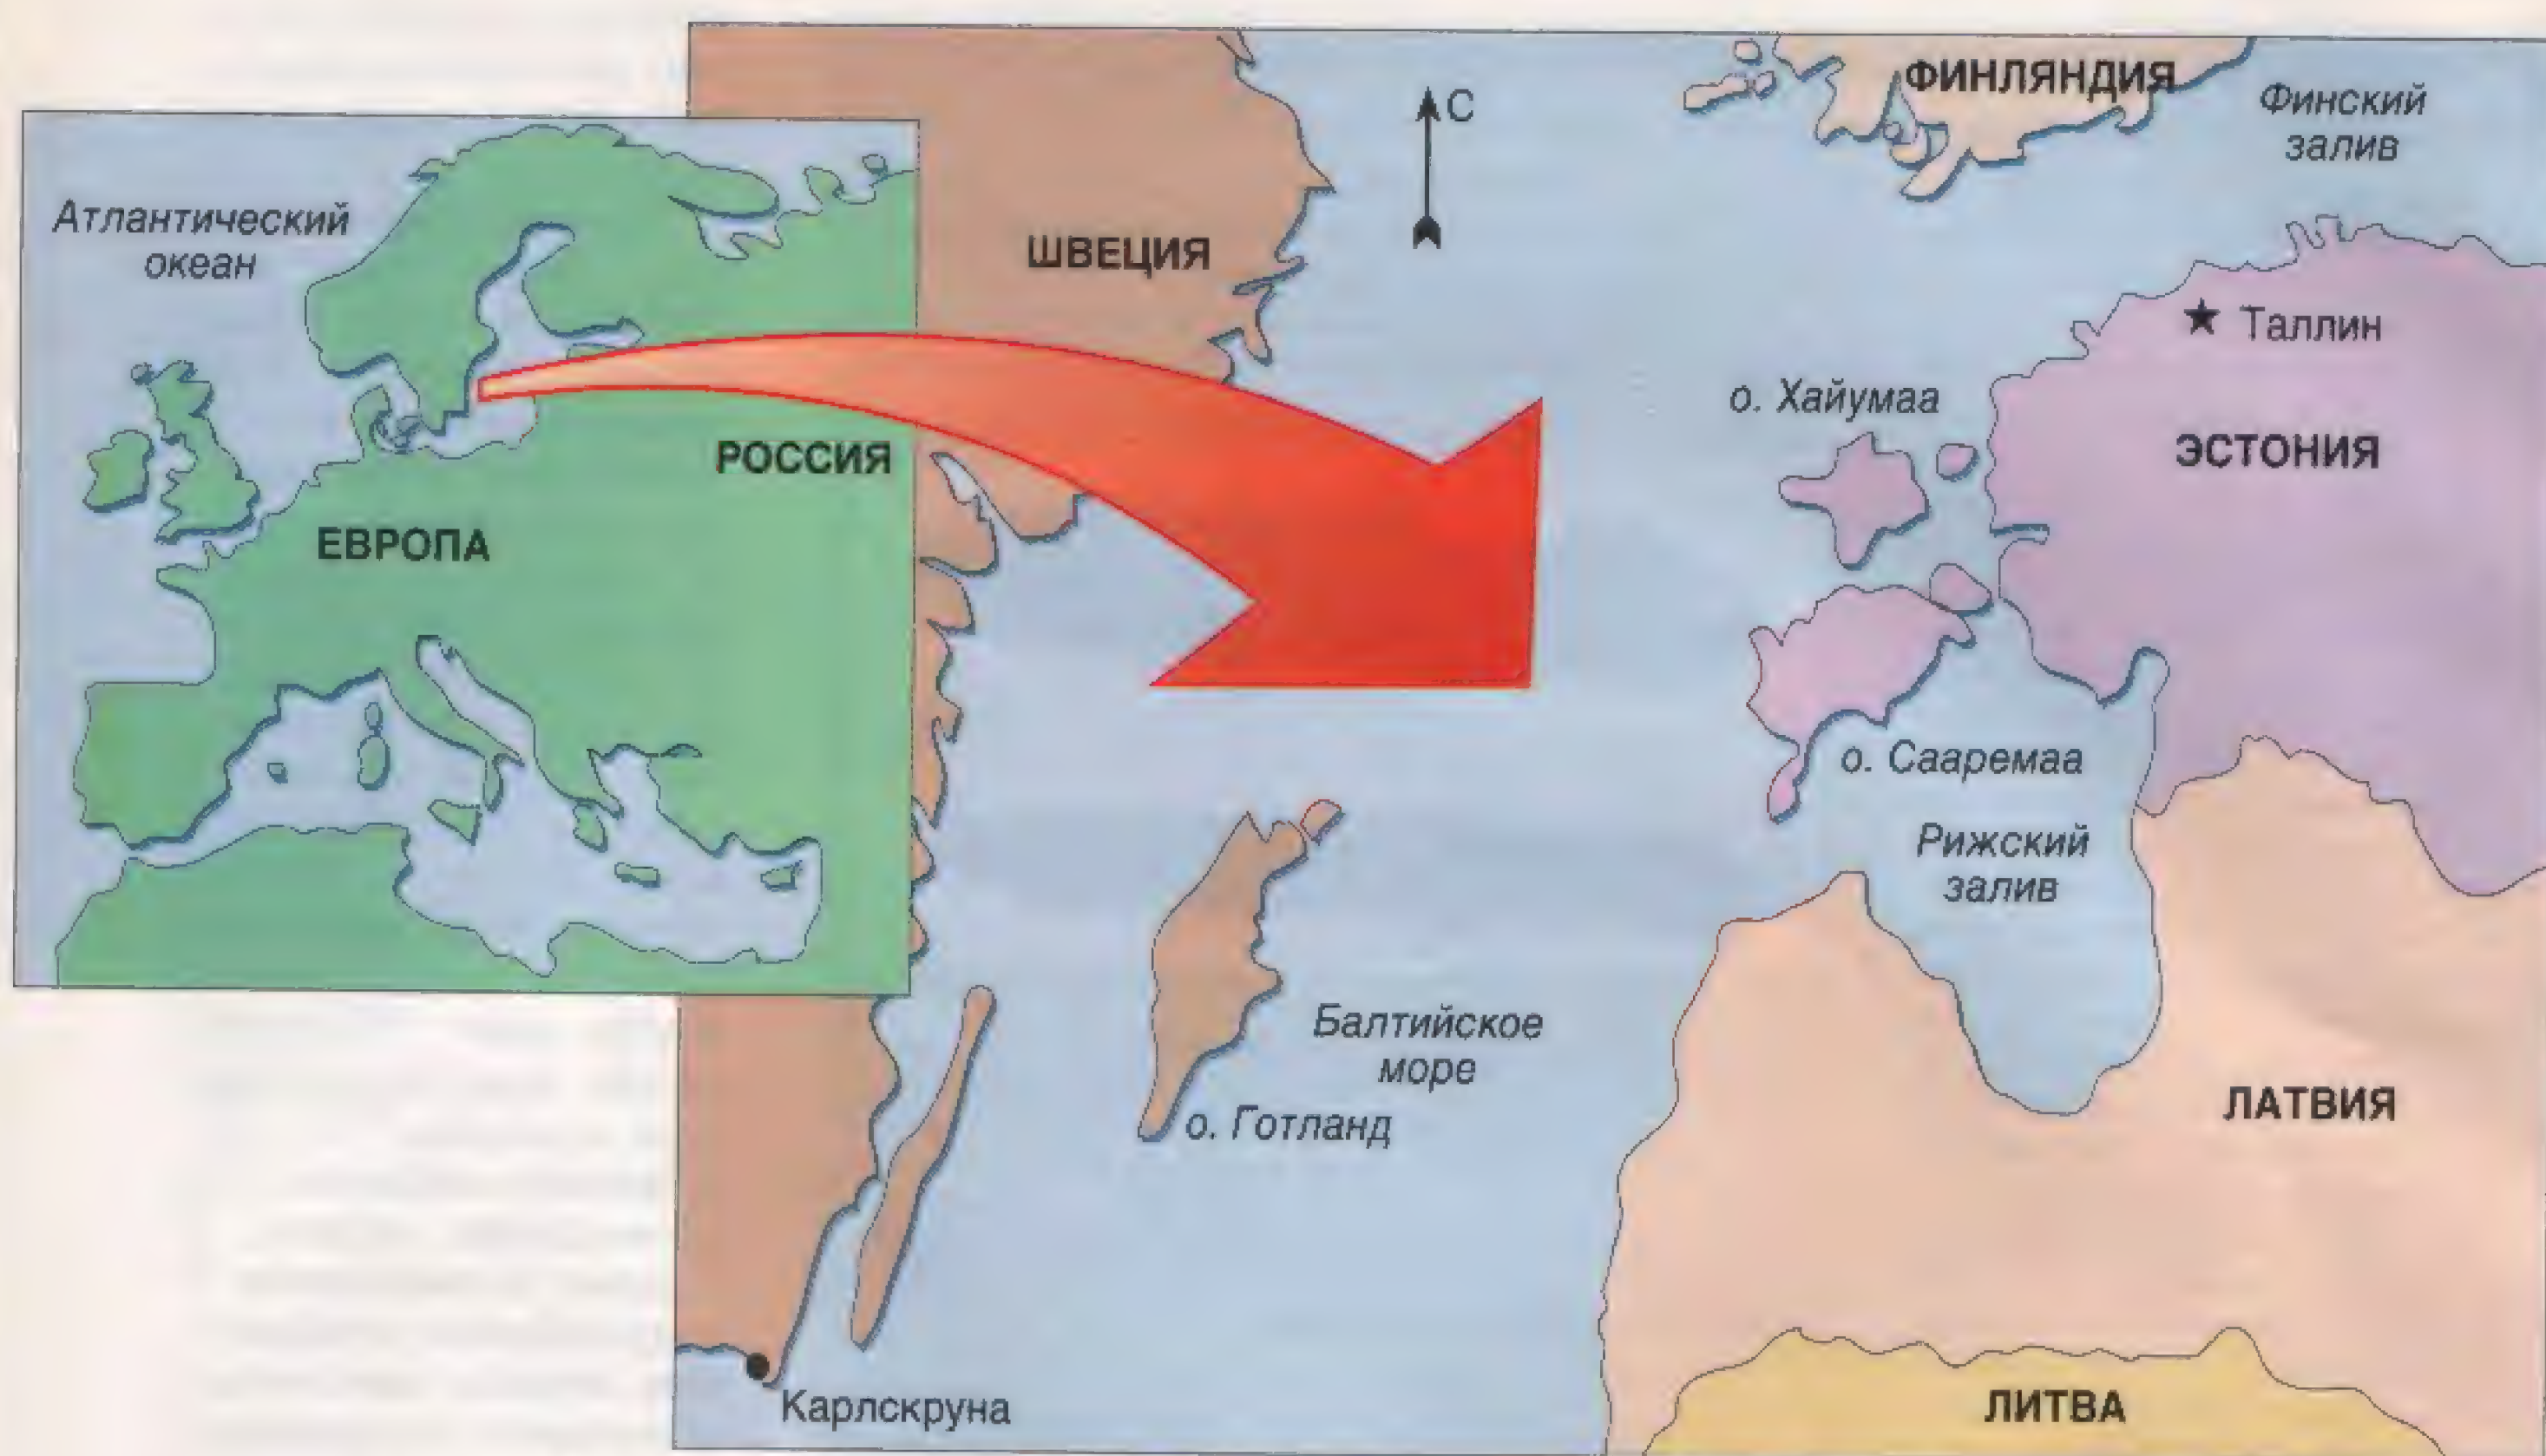 Атлантический
океан
РОССИЯ
ЕВРОПА
ШВЕЦИЯ
С
ФИНЛЯНДИЯ
Финский
залив
Таллин
о. Хайумаа
ЭСТОНИЯ
о. Сааремаа
Рижский
залив
Балтийское
море
о. Готланд
ЛАТВИЯ
Карлскруна
ЛИТВА